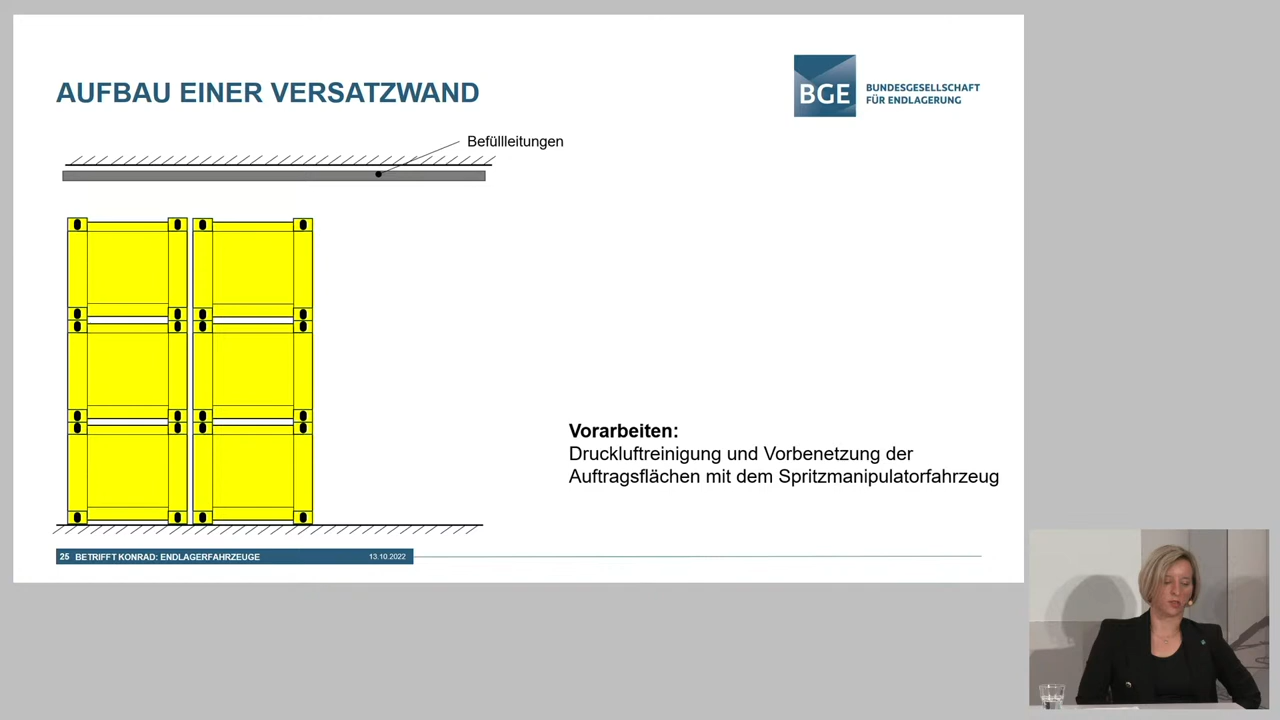 AUFBAU EINER VERSATZWAND
BGE
BUNDESGESELLSCHAFT
FÜR ENDLAGERUNG
Befüllleitungen
Vorarbeiten:
Druckluftreinigung und Vorbenetzung der
Auftragsflächen mit dem Spritzmanipulatorfahrzeug
25 BETRIFFT KONRAD: ENDLAGERFAHRZEUGE 13.10.2022